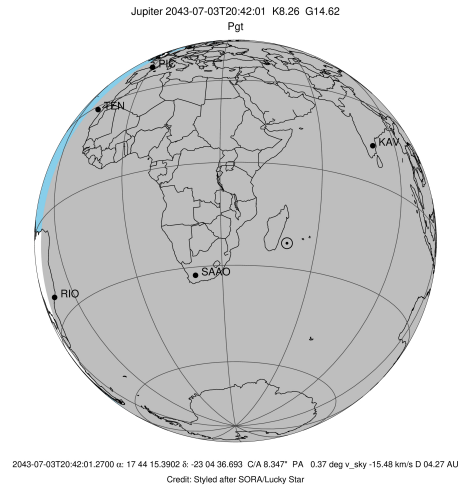 Jupiter 2043-07-03T20:42:01 K8.26 G14.62
Pgt
PIC
TEN
KAV
SAAO
RIO
2043-07-03T20:42:01.2700 α: 17 44 15.3902 δ: -23 04 36.693 C/A 8.347" PA 0.37 deg v_sky -15.48 km/s D 04.27 AU
Credit: Styled after SORA/Lucky Star